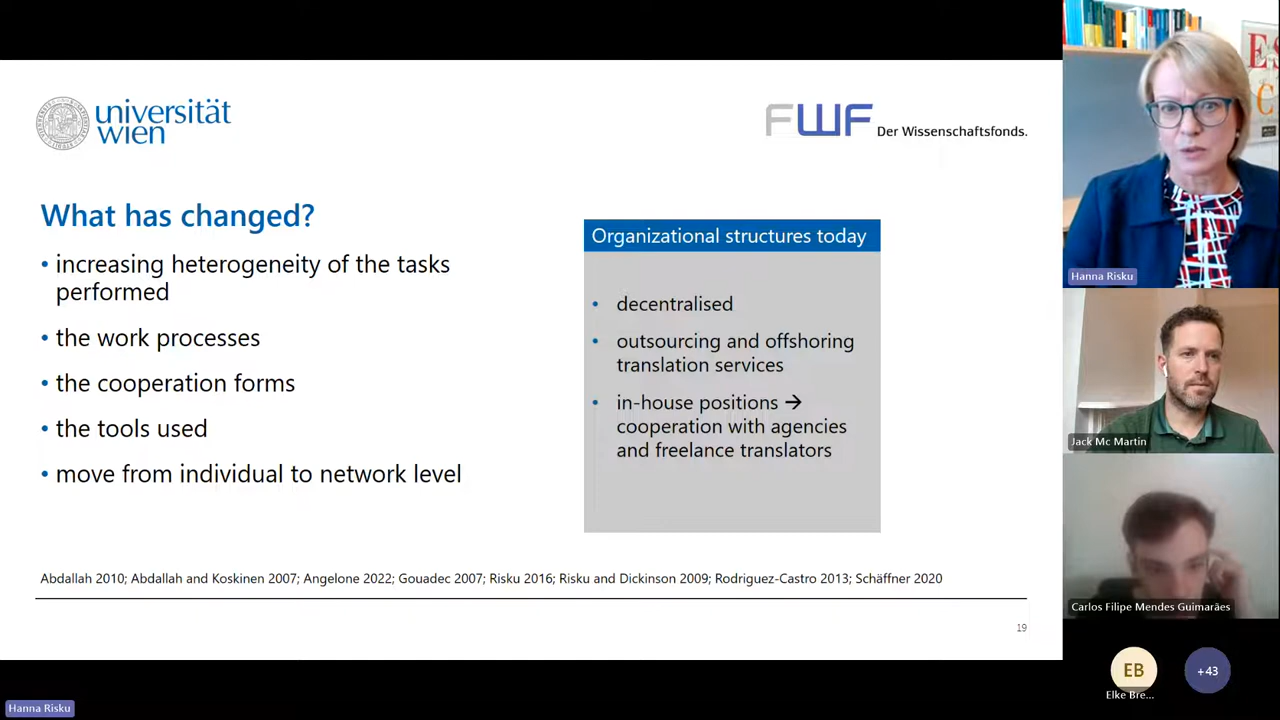 universität
wien
FWF Der Wissenschaftsfonds.
What has changed?
• increasing heterogeneity of the tasks
performed
• the work processes
• the cooperation forms
• the tools used
• move from individual to network level
Organizational structures today
• decentralised
• outsourcing and offshoring
translation services
• in-house positions →
cooperation with agencies
and freelance translators
Abdallah 2010; Abdallah and Koskinen 2007; Angelone 2022; Gouadec 2007; Risku 2016; Risku and Dickinson 2009; Rodriguez-Castro 2013; Schäffner 2020
19
Hanna Risku
Jack Mc Martin
Carlos Filipe Mendes Guimarães
EB
+43
Elke Bre...
Hanna Risku